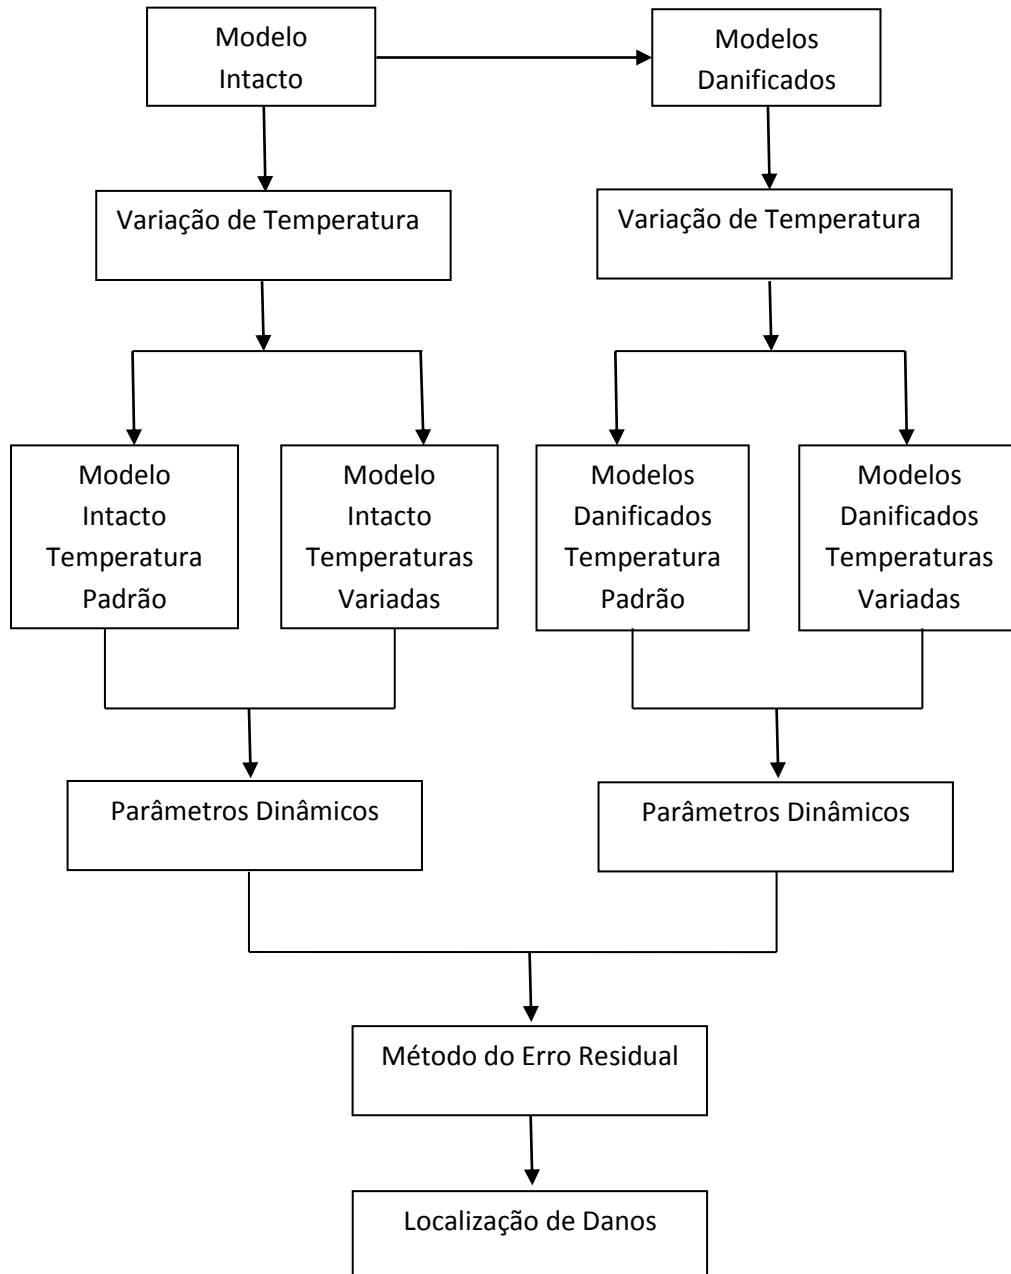 Modelo
Intacto
Modelos
Danificados
Variação de Temperatura
Variação de Temperatura
Modelo
Intacto
Temperatura
Padrão
Modelo
Intacto
Temperaturas
Variadas
Modelos
Danificados
Temperatura
Padrão
Modelos
Danificados
Temperaturas
Variadas
Parâmetros Dinâmicos
Parâmetros Dinâmicos
Método do Erro Residual
Localização de Danos